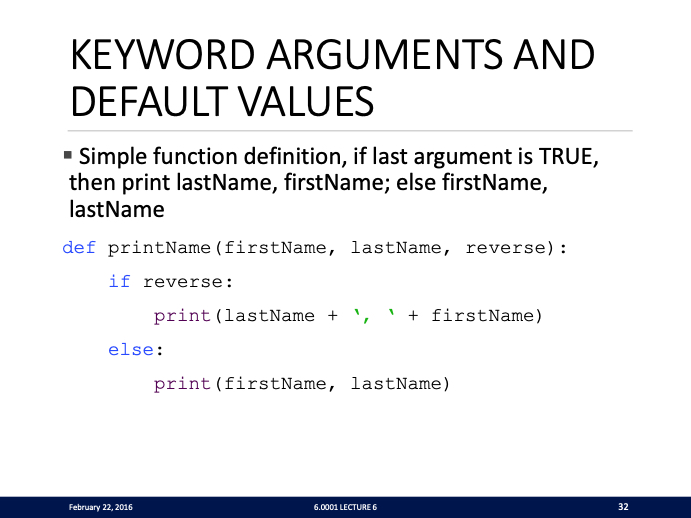 KEYWORD ARGUMENTS AND
DEFAULT VALUES
▪ Simple function definition, if last argument is TRUE,
then print lastName, firstName; else firstName,
lastName
def printName(firstName, lastName, reverse):
    if reverse:
        print(lastName + ‘, ‘ + firstName)
    else:
        print(firstName, lastName)
February 22, 2016
6.0001 LECTURE 6
32